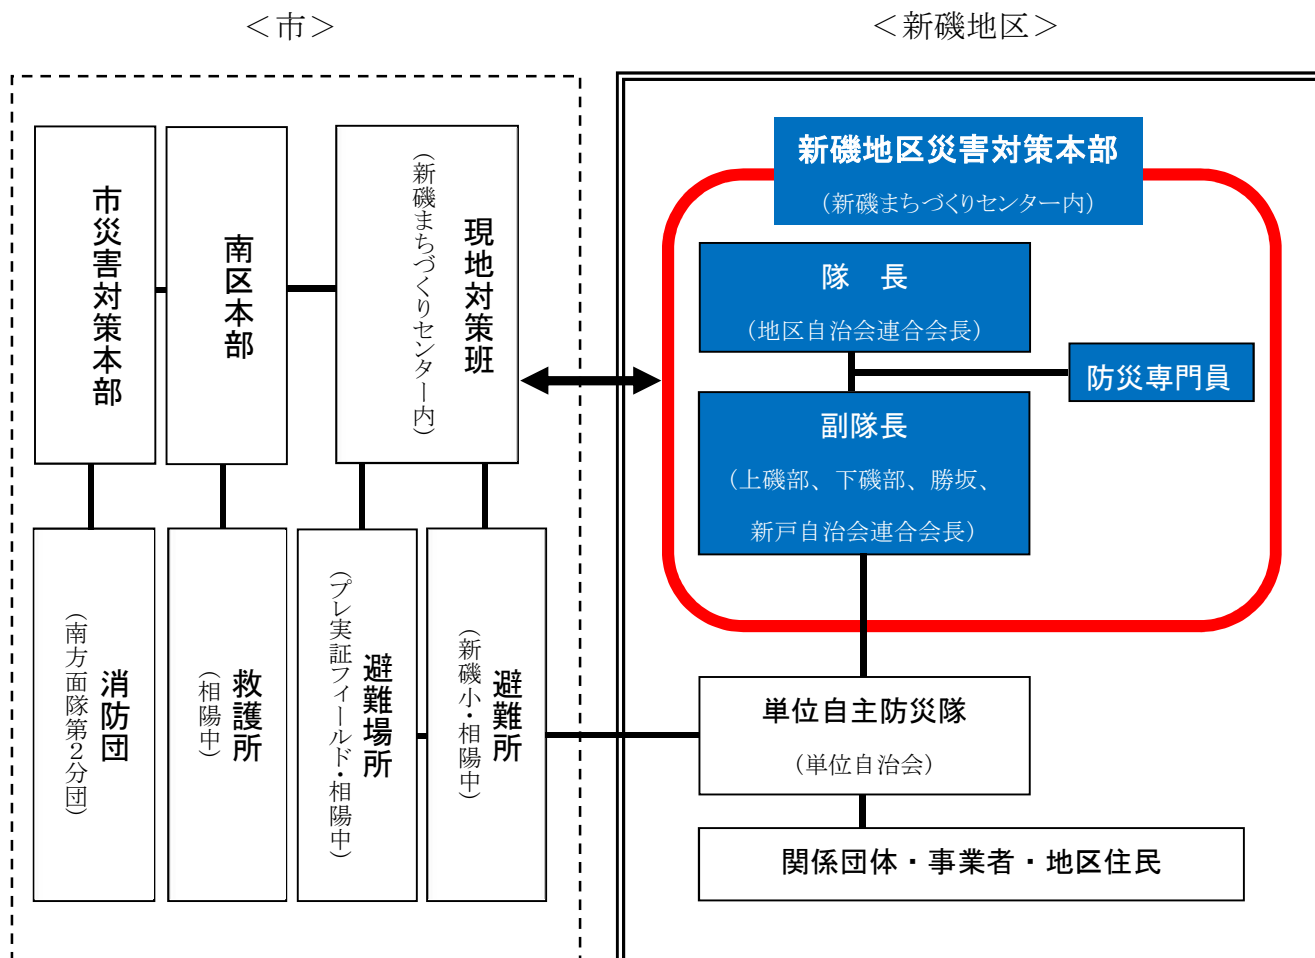 ＜市＞
＜新磯地区＞
市災害対策本部
南区本部
現地対策班
（新磯まちづくりセンター内）
消防団
（南方面隊第２分団）
救護所
（相陽中）
避難場所
（プレ実証フィールド・相陽中）
避難所
（新磯小・相陽中）
新磯地区災害対策本部
（新磯まちづくりセンター内）
隊　長
（地区自治会連合会長）
防災専門員
副隊長
（上磯部、下磯部、勝坂、
新戸自治会連合会長）
単位自主防災隊
（単位自治会）
関係団体・事業者・地区住民